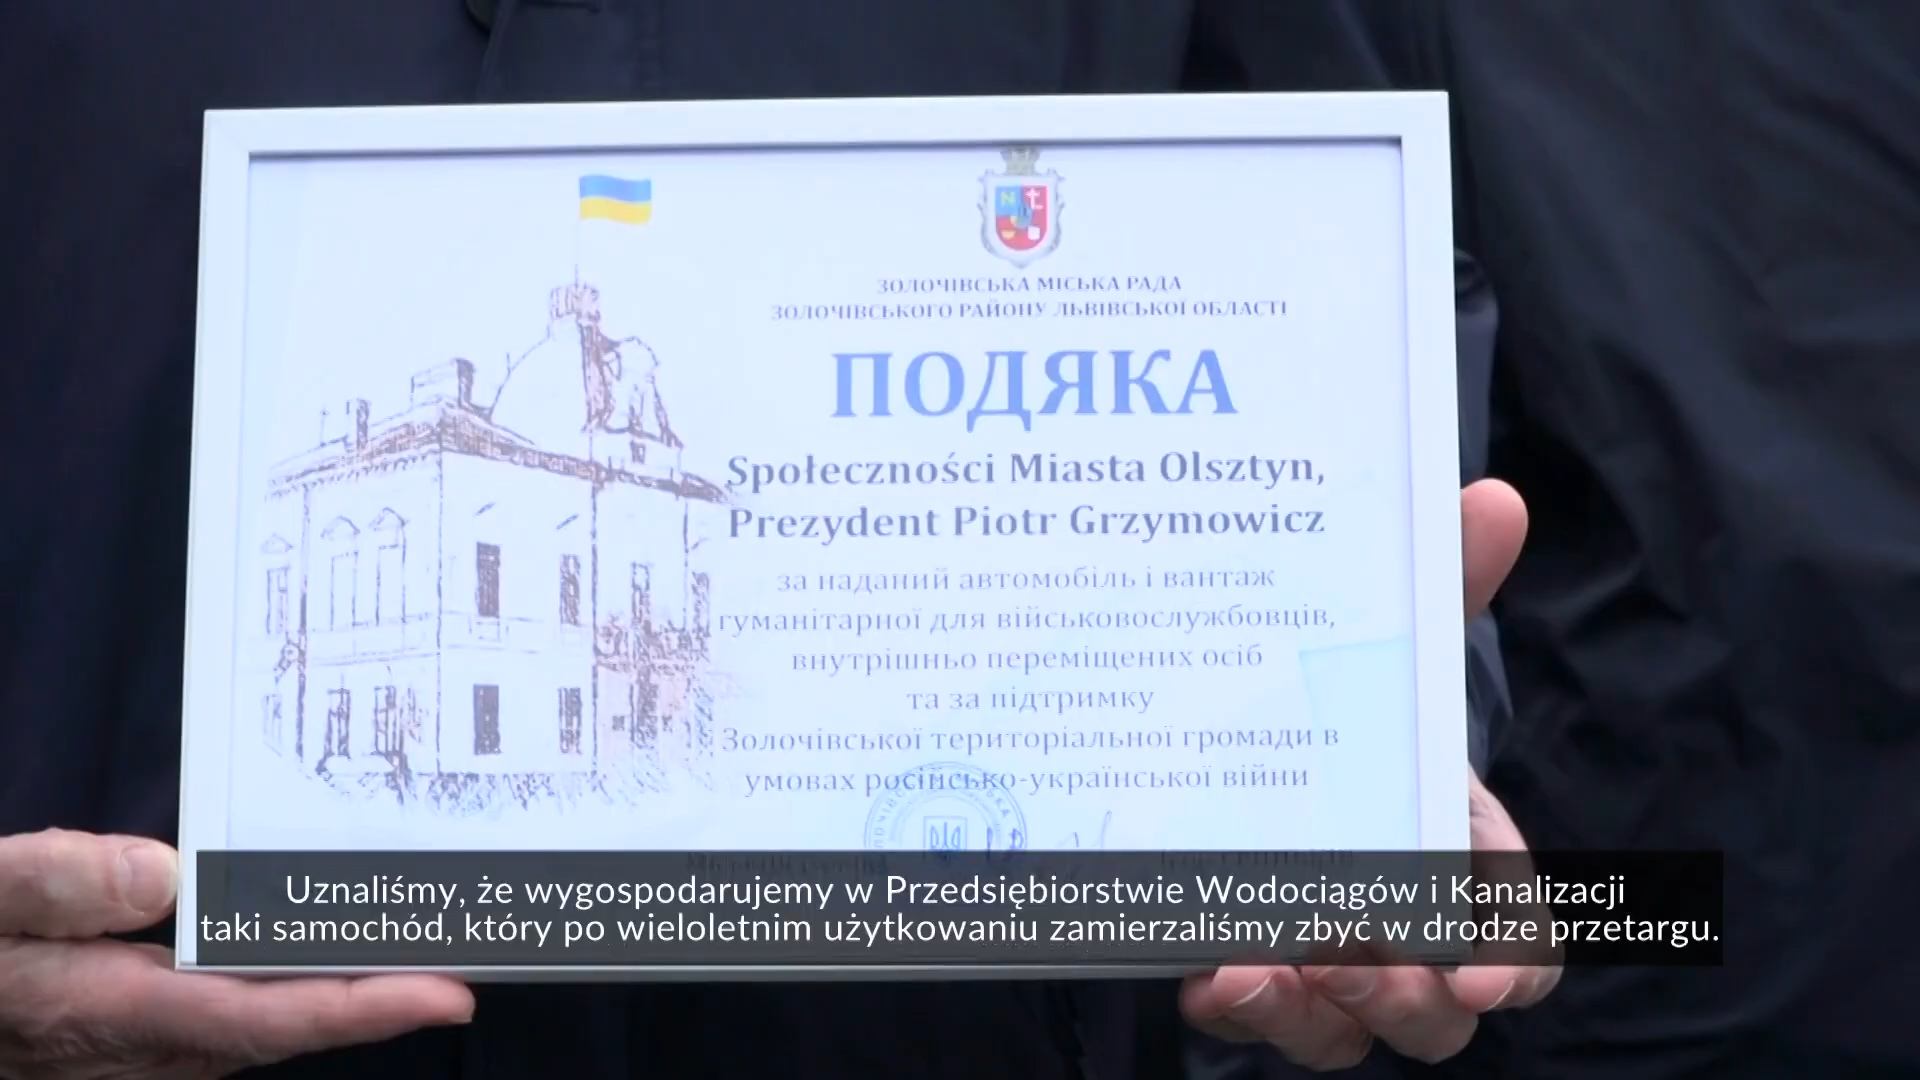 ЗОЛОЧІВСЬКА МІСЬКА РАДА
ЗОЛОЧІВСЬКОГО РАЙОНУ ЛЬВІВСЬКОЇ ОБЛАСТІ
ПОДЯКА
Społeczności Miasta Olsztyn,
Prezydent Piotr Grzymowicz
за наданий автомобіль і вантаж
гуманітарної для військовослужбовців,
внутрішньо переміщених осіб
та за підтримку
Золочівської територіальної громади в
умовах російсько-української війни
Uznaliśmy, że wygospodarujemy w Przedsiębiorstwie Wodociągów i Kanalizacji
taki samochód, który po wieloletnim użytkowaniu zamierzaliśmy zbyć w drodze przetargu.